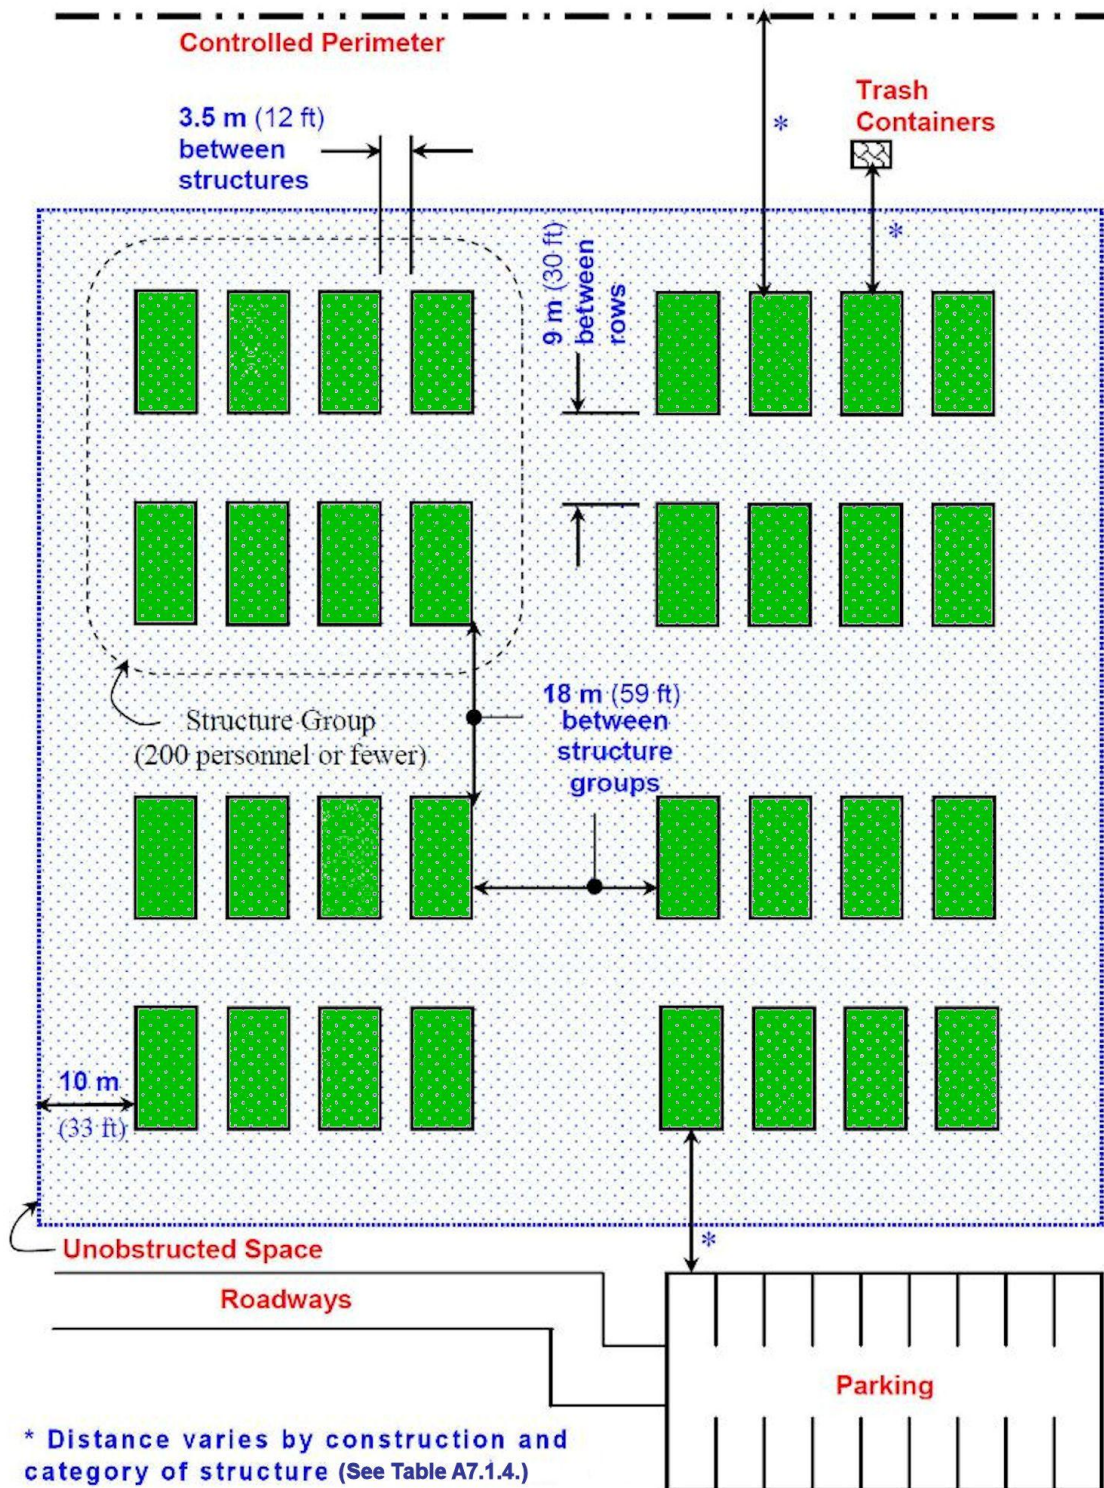 Controlled Perimeter
3.5 m (12 ft)
between
structures
*
Trash
Containers
*
9 m (30 ft)
between
rows
Structure Group
(200 personnel or fewer)
18 m (59 ft)
between
structure
groups
10 m
(33 ft)
*
Unobstructed Space
Roadways
Parking
* Distance varies by construction and
category of structure (See Table A7.1.4.)